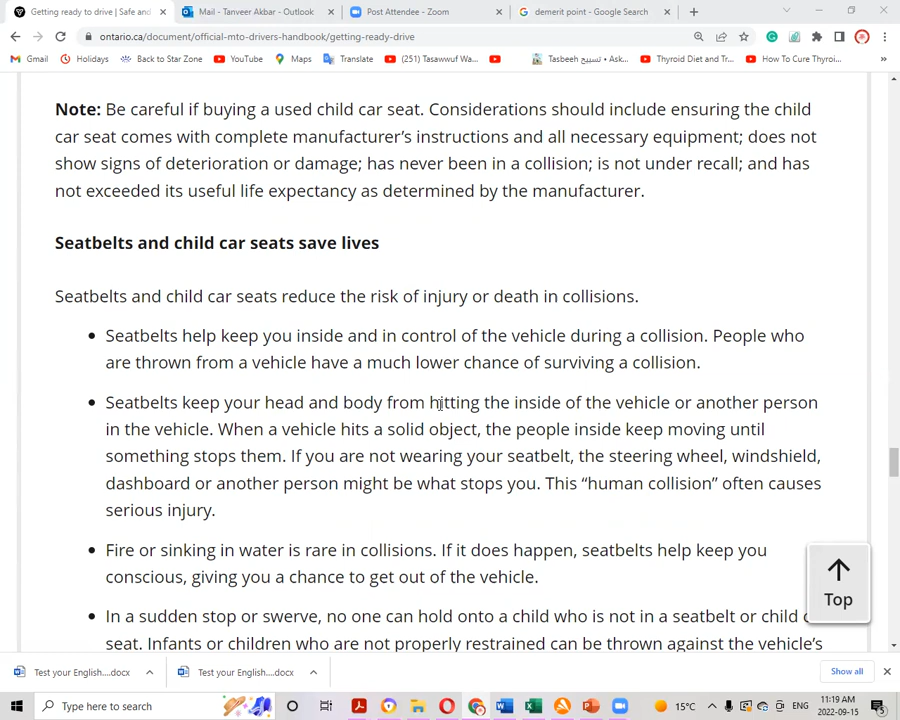 Getting ready to drive | Safe and
Mail - Tanveer Akbar - Outlook
Post Attendee - Zoom
demerit point - Google Search
ontario.ca/document/official-mto-drivers-handbook/getting-ready-drive
Gmail
Holidays
Back to Star Zone
YouTube
Maps
Translate
(251) Tasawwuf Wa...
Tasbeeh تسبيح • Ask...
Thyroid Diet and Tr...
How To Cure Thyroi...
Note: Be careful if buying a used child car seat. Considerations should include ensuring the child
car seat comes with complete manufacturer's instructions and all necessary equipment; does not
show signs of deterioration or damage; has never been in a collision; is not under recall; and has
not exceeded its useful life expectancy as determined by the manufacturer.
Seatbelts and child car seats save lives
Seatbelts and child car seats reduce the risk of injury or death in collisions.
Seatbelts help keep you inside and in control of the vehicle during a collision. People who
are thrown from a vehicle have a much lower chance of surviving a collision.
Seatbelts keep your head and body from hitting the inside of the vehicle or another person
in the vehicle. When a vehicle hits a solid object, the people inside keep moving until
something stops them. If you are not wearing your seatbelt, the steering wheel, windshield,
dashboard or another person might be what stops you. This “human collision” often causes
serious injury.
Fire or sinking in water is rare in collisions. If it does happen, seatbelts help keep you
conscious, giving you a chance to get out of the vehicle.
In a sudden stop or swerve, no one can hold onto a child who is not in a seatbelt or child c
seat. Infants or children who are not properly restrained can be thrown against the vehicle's
Top
Test your English....docx
Test your English....docx
Show all
Type here to search
15°C
11:19 AM
2022-09-15
5